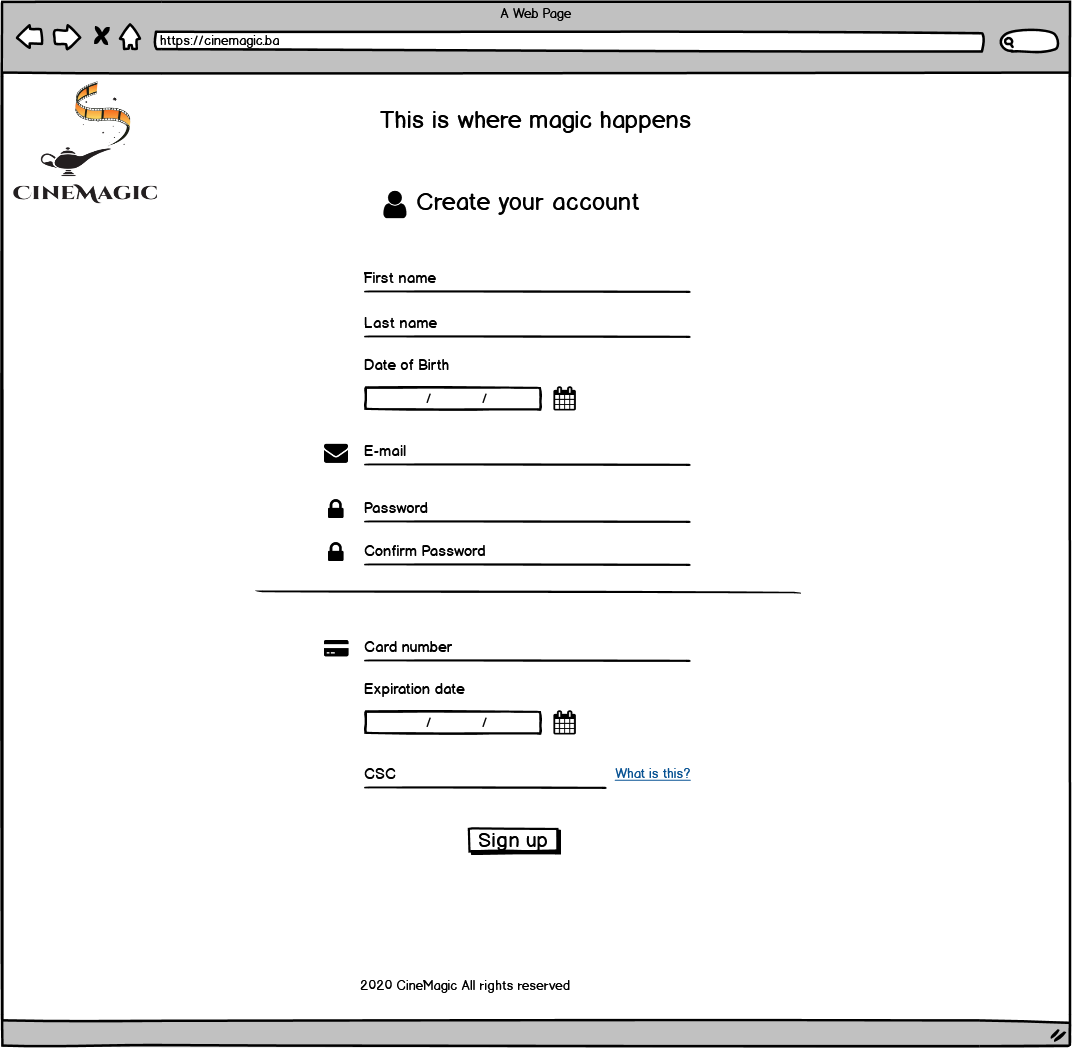 A Web Page
https://cinemagic.ba
CINEMAGIC
This is where magic happens
Create your account
First name
Last name
Date of Birth
/ /
E-mail
Password
Confirm Password
Card number
Expiration date
/ /
CSC What is this?
Sign up
2020 CineMagic All rights reserved